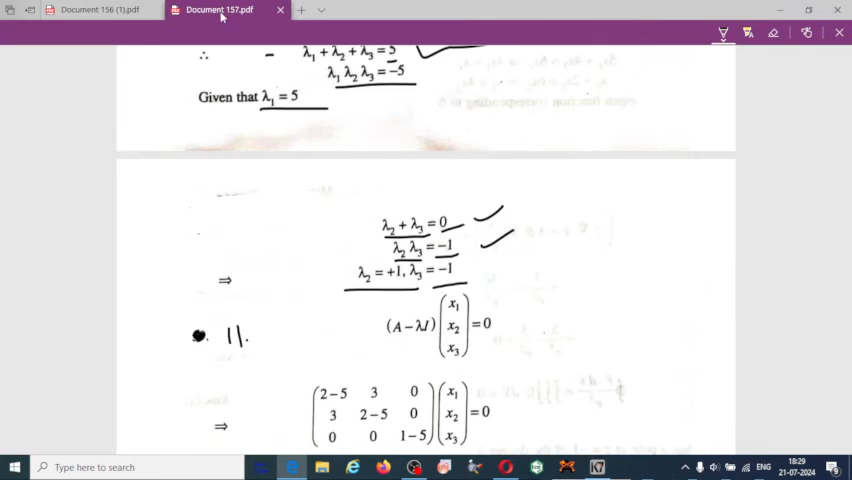 Document 156 (1).pdf
Document 157.pdf
∴ λ₁ + λ₂ + λ₃ = 5
λ₁ λ₂ λ₃ = −5
Given that λ₁ = 5
λ₂ + λ₃ = 0
λ₂ λ₃ = −1
⇒ λ₂ = +1, λ₃ = −1
11. (A − λI) (x₁ x₂ x₃) = 0
⇒ (2−5 3 0 x₁
3 2−5 0 x₂ = 0
0 0 1−5) x₃
Type here to search
ENG
18:29
21-07-2024